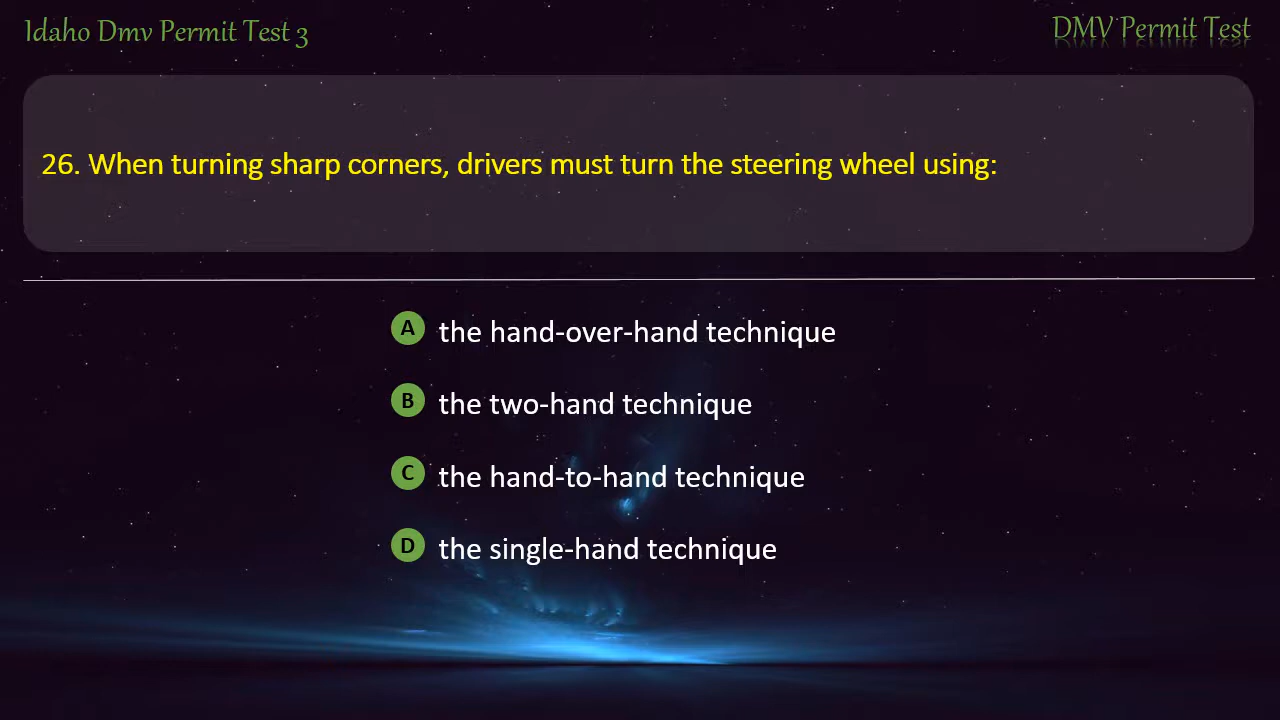 Idaho Dmv Permit Test 3
DMV Permit Test
26. When turning sharp corners, drivers must turn the steering wheel using:
A the hand-over-hand technique
B the two-hand technique
C the hand-to-hand technique
D the single-hand technique